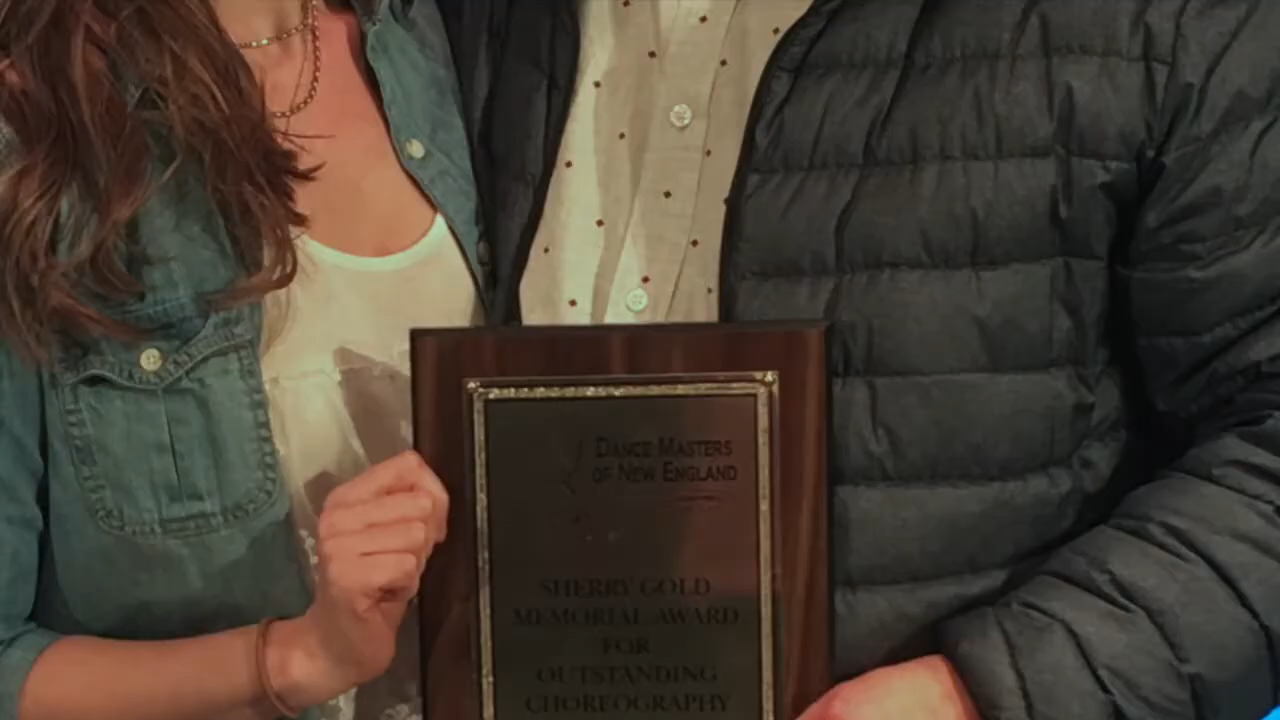 DANCE MASTERS
OF NEW ENGLAND
SHERRY GOLD
MEMORIAL AWARD
FOR
OUTSTANDING
CHOREOGRAPHY